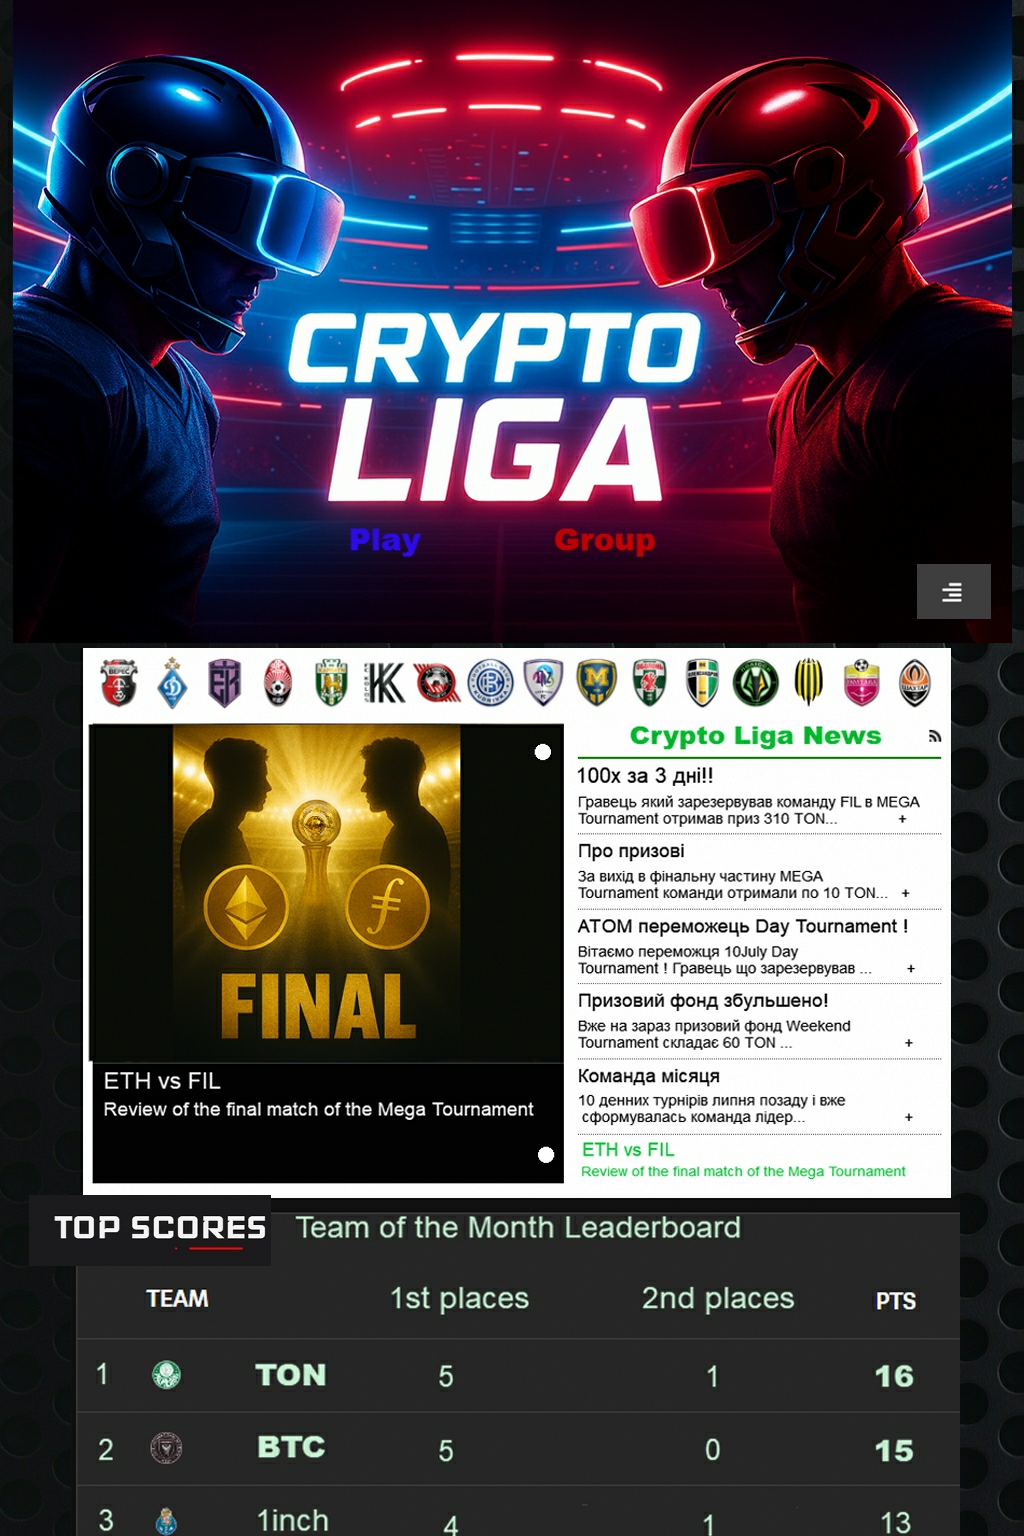 CRYPTO
LIGA
Play
Group
FINAL
ETH vs FIL
Review of the final match of the Mega Tournament
Crypto Liga News
100x за 3 дні!!
Гравець який зарезервував команду FIL в MEGA
Tournament отримав приз 310 TON... +
Про призові
За вихід в фінальну частину MEGA
Tournament команди отримали по 10 TON... +
ATOM переможець Day Tournament !
Вітаємо переможця 10July Day
Tournament ! Гравець що зарезервував ... +
Призовий фонд збульшено!
Вже на зараз призовий фонд Weekend
Tournament складає 60 TON ... +
Команда місяця
10 денних турнірів липня позаду і вже
сформувалась команда лідер... +
ETH vs FIL
Review of the final match of the Mega Tournament
TOP SCORES
Team of the Month Leaderboard
TEAM 1st places 2nd places PTS
1 TON 5 1 16
2 BTC 5 0 15
3 1inch 4 1 13